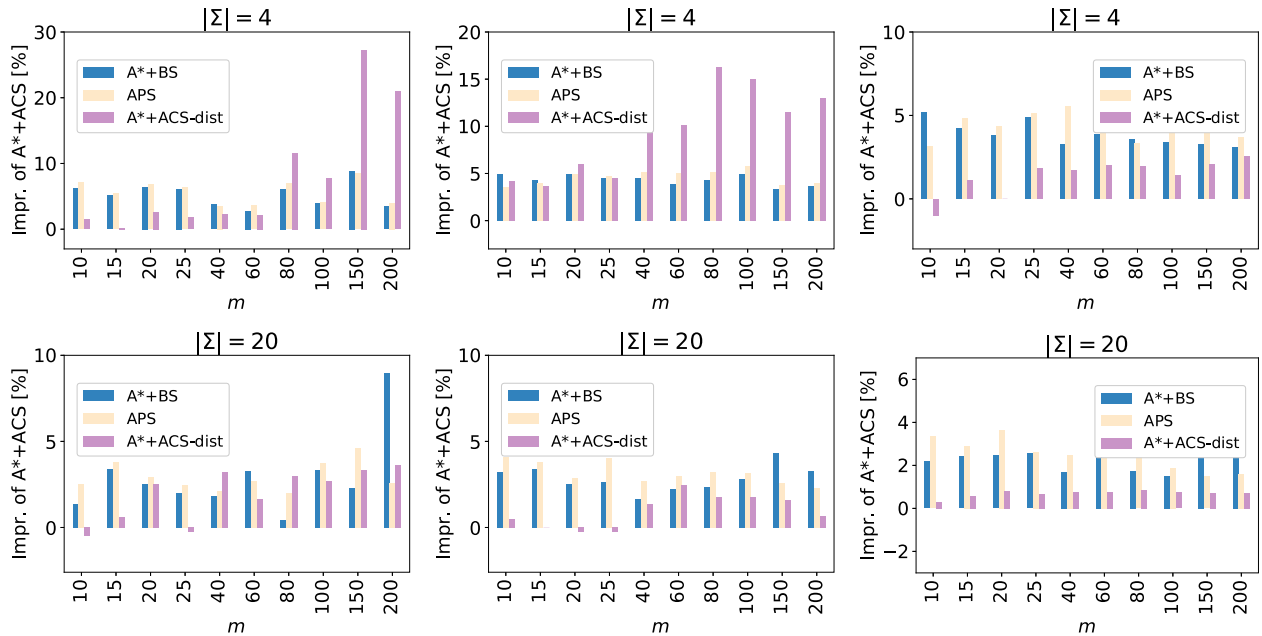 |Σ| = 4
Impr. of A*+ACS [%]
30
20
10
0
A*+BS
APS
A*+ACS-dist
10 15 20 25 40 60 80 100 150 200
m
|Σ| = 4
Impr. of A*+ACS [%]
20
15
10
5
0
A*+BS
APS
A*+ACS-dist
10 15 20 25 40 60 80 100 150 200
m
|Σ| = 4
Impr. of A*+ACS [%]
10
5
0
A*+BS
APS
A*+ACS-dist
10 15 20 25 40 60 80 100 150 200
m
|Σ| = 20
Impr. of A*+ACS [%]
10
5
0
A*+BS
APS
A*+ACS-dist
10 15 20 25 40 60 80 100 150 200
m
|Σ| = 20
Impr. of A*+ACS [%]
10
5
0
A*+BS
APS
A*+ACS-dist
10 15 20 25 40 60 80 100 150 200
m
|Σ| = 20
Impr. of A*+ACS [%]
6
4
2
0
−2
A*+BS
APS
A*+ACS-dist
10 15 20 25 40 60 80 100 150 200
m